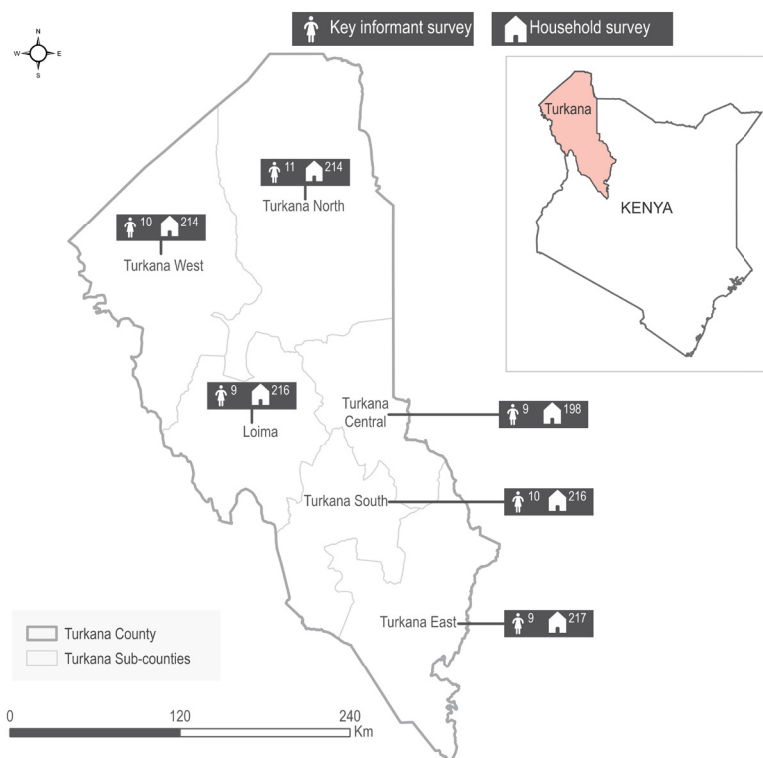 Key informant survey
Household survey
N
W
E
S
Turkana
KENYA
11
214
Turkana North
10
214
Turkana West
9
216
Loima
Turkana
Central
9
198
Turkana South
10
216
Turkana East
9
217
Turkana County
Turkana Sub-counties
0
120
240
Km